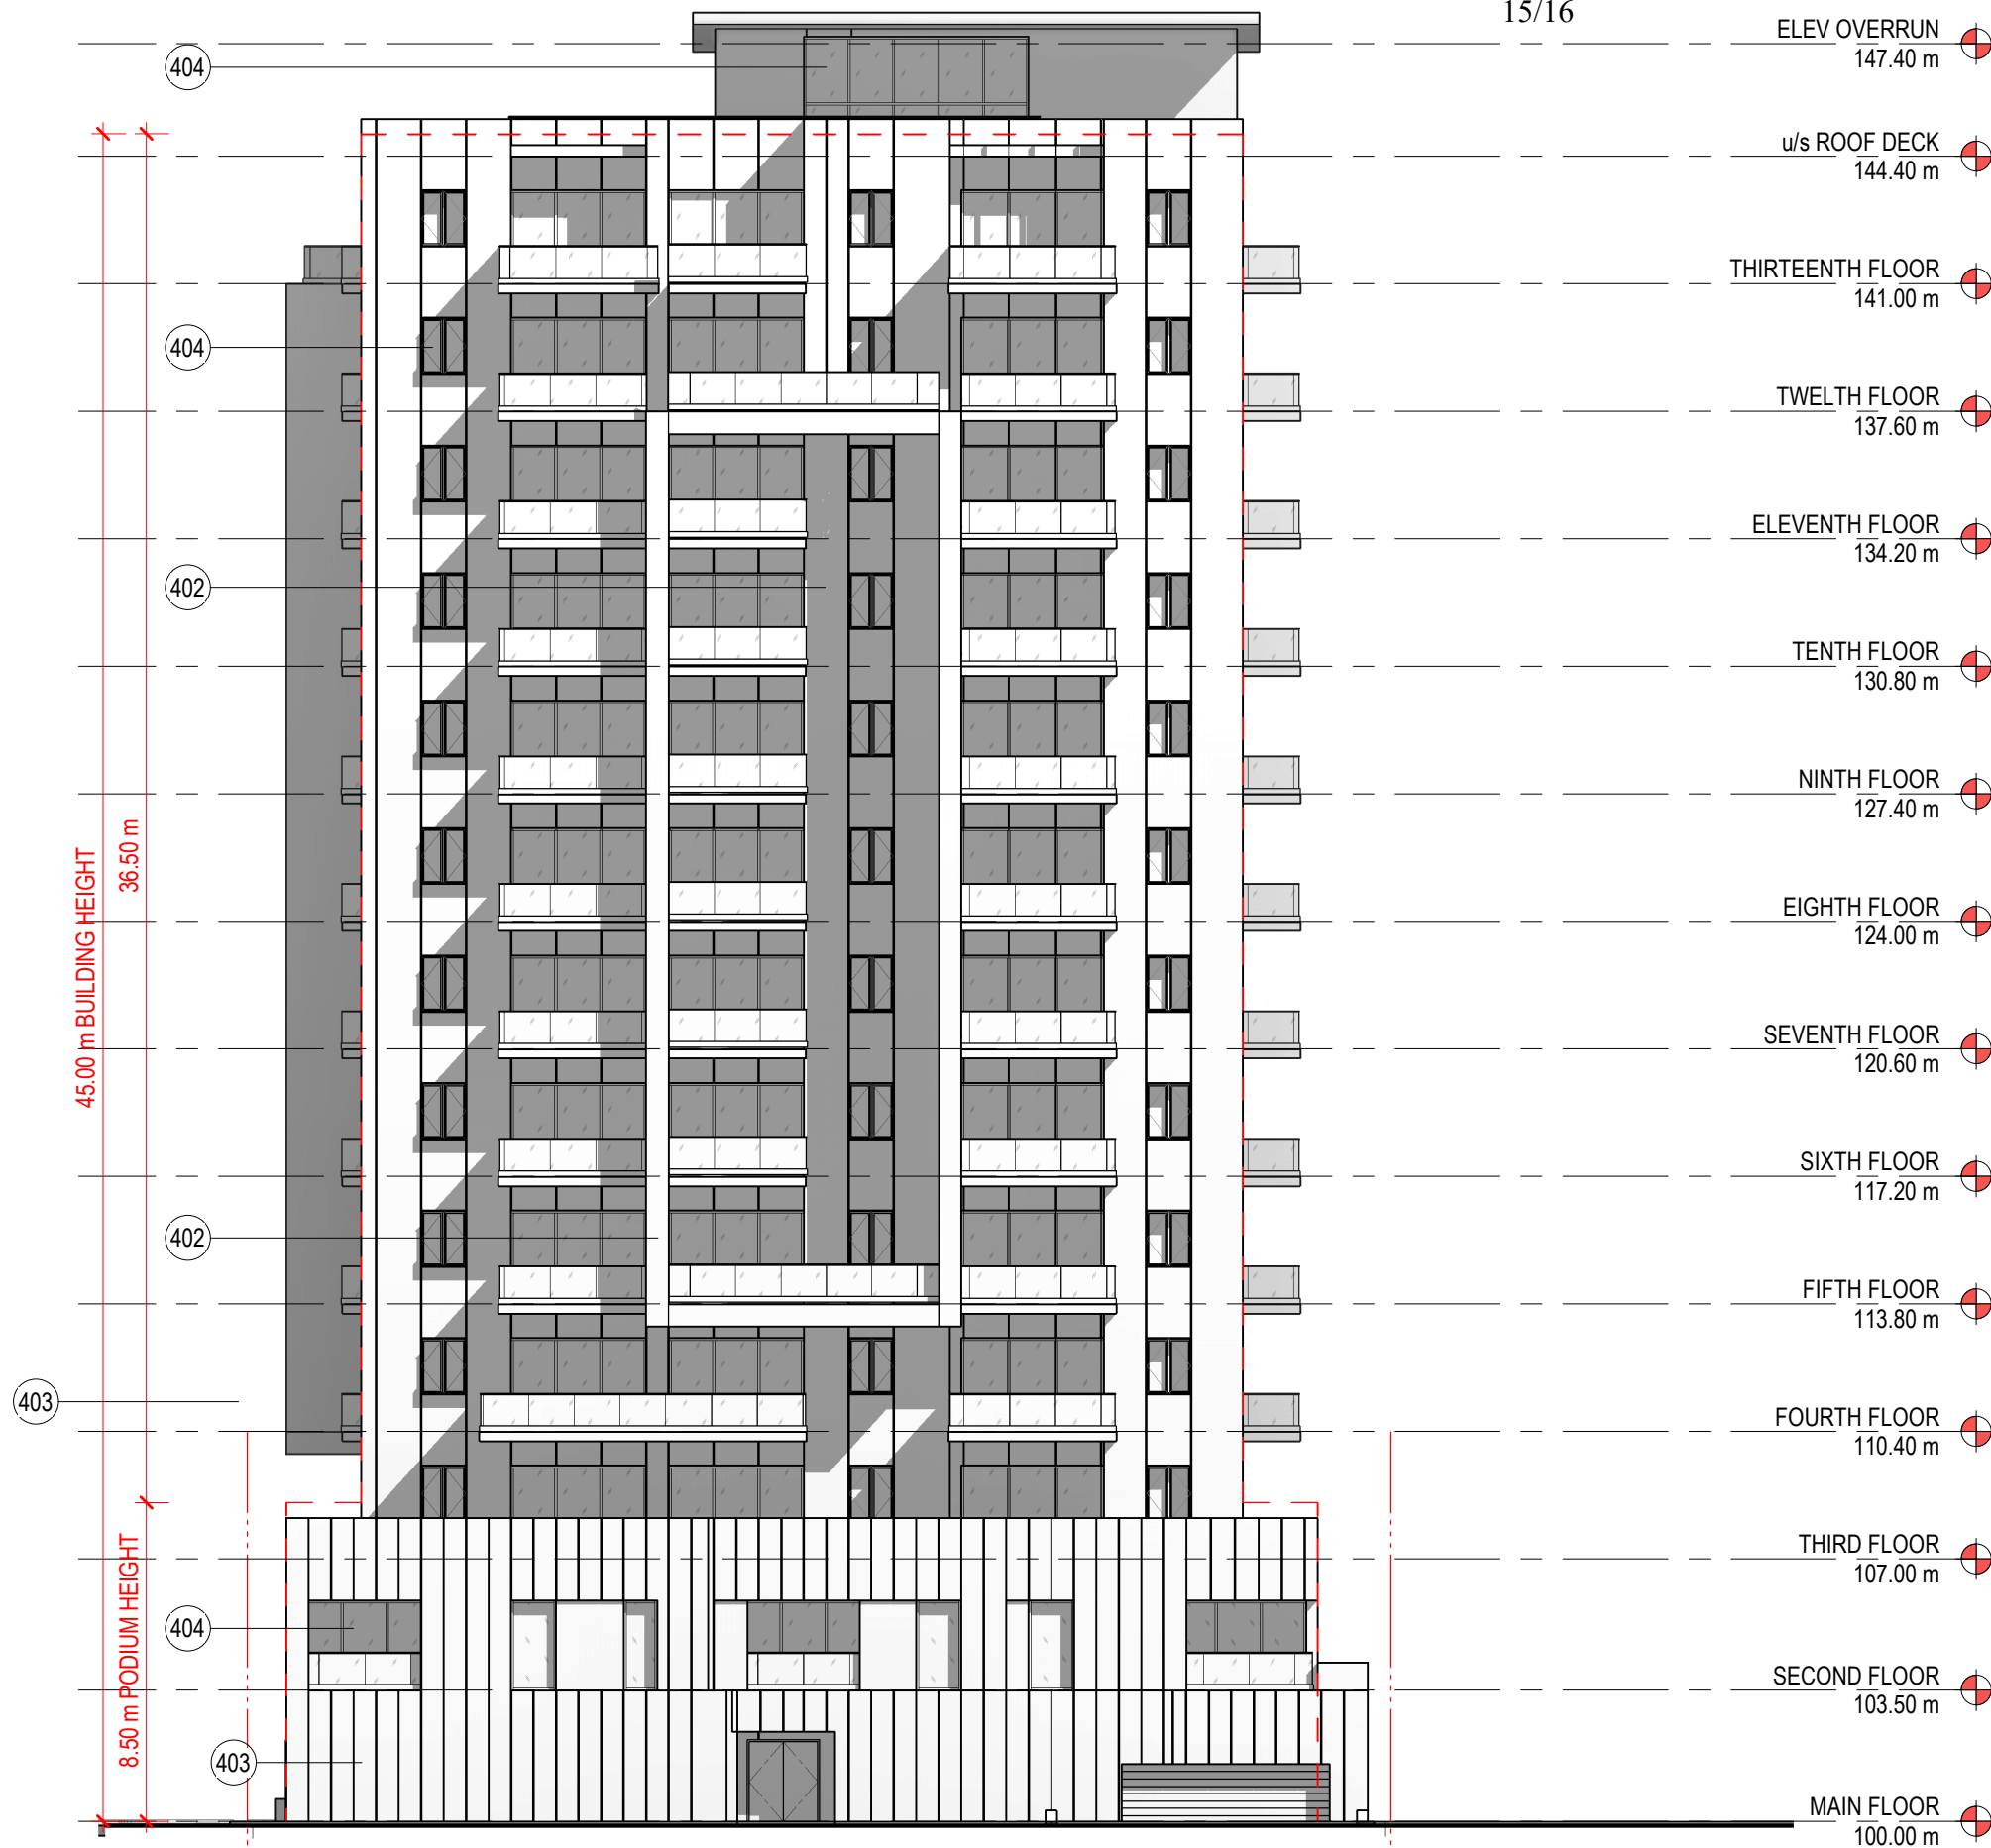 15/16
ELEV OVERRUN
147.40 m
404
u/s ROOF DECK
144.40 m
THIRTEENTH FLOOR
141.00 m
404
TWELTH FLOOR
137.60 m
ELEVENTH FLOOR
134.20 m
402
TENTH FLOOR
130.80 m
NINTH FLOOR
127.40 m
36.50 m
45.00 m BUILDING HEIGHT
EIGHTH FLOOR
124.00 m
SEVENTH FLOOR
120.60 m
SIXTH FLOOR
117.20 m
402
FIFTH FLOOR
113.80 m
403
FOURTH FLOOR
110.40 m
THIRD FLOOR
107.00 m
8.50 m PODIUM HEIGHT
404
SECOND FLOOR
103.50 m
403
MAIN FLOOR
100.00 m